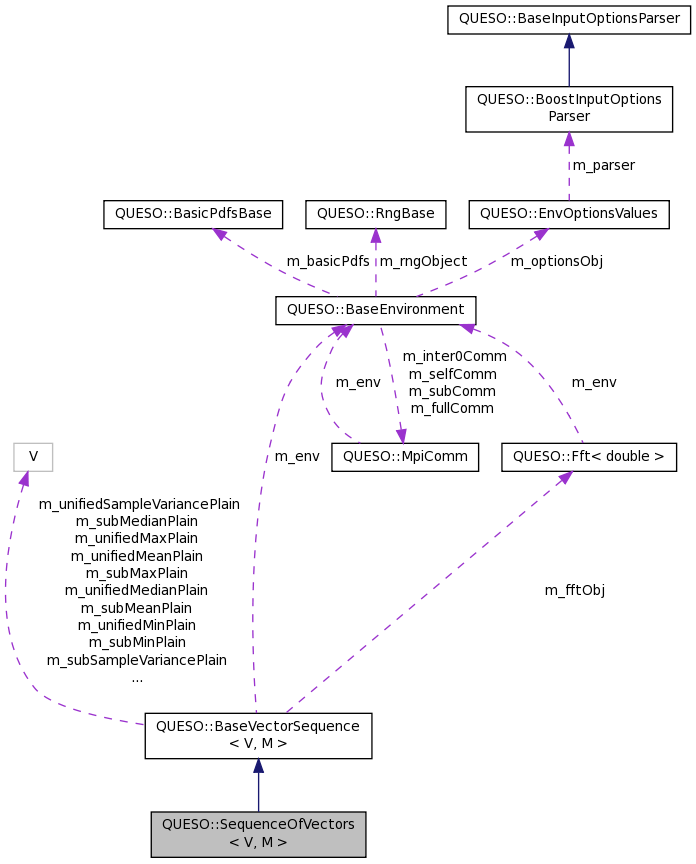 QUESO::BaseInputOptionsParser
QUESO::BoostInputOptions
Parser
m_parser
QUESO::BasicPdfsBase
QUESO::RngBase
QUESO::EnvOptionsValues
m_basicPdfs
m_rngObject
m_optionsObj
QUESO::BaseEnvironment
m_env
m_inter0Comm
m_selfComm
m_subComm
m_fullComm
m_env
V
m_env
QUESO::MpiComm
QUESO::Fft< double >
m_unifiedSampleVariancePlain
m_subMedianPlain
m_unifiedMaxPlain
m_unifiedMeanPlain
m_subMaxPlain
m_unifiedMedianPlain
m_subMeanPlain
m_unifiedMinPlain
m_subMinPlain
m_subSampleVariancePlain
...
m_fftObj
QUESO::BaseVectorSequence
< V, M >
QUESO::SequenceOfVectors
< V, M >